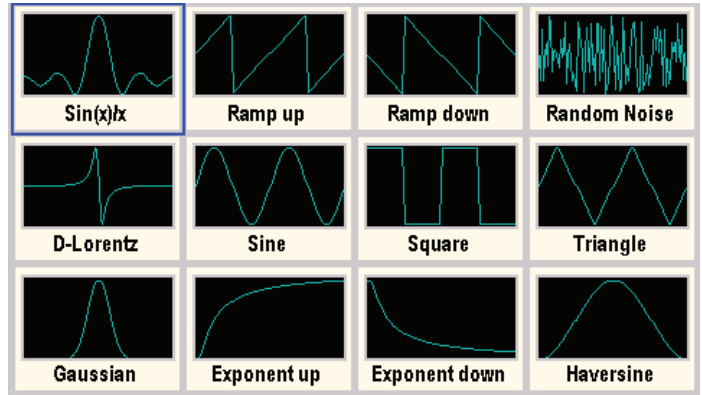 Sin(x)/x
Ramp up
Ramp down
Random Noise
D-Lorentz
Sine
Square
Triangle
Gaussian
Exponent up
Exponent down
Haversine